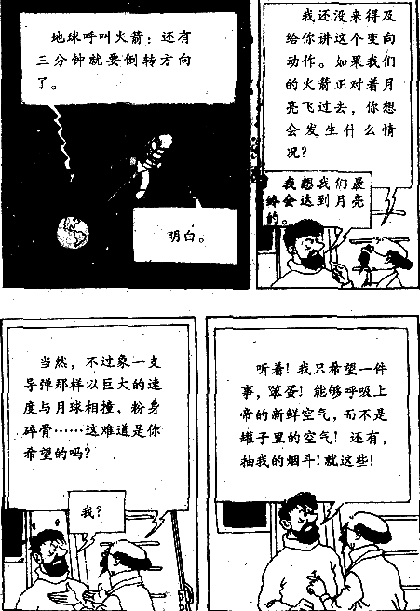 地球呼叫火箭：还有
三分钟就要倒转方向
了。
明白。
我还没来得及
给你讲这个变向
动作。如果我们
的火箭正对着月
亮飞过去，你想
会发生什么情
况？
我想我们最
终会达到月亮
的。
当然，不过象一支
导弹那样以巨大的速
度与月球相撞、粉身
碎骨……这难道是你
希望的吗？
我？
听着！我只希望一件
事，笨蛋！能够呼吸上
帝的新鲜空气，而不是
罐子里的空气！还有，
抽我的烟斗！就这些！